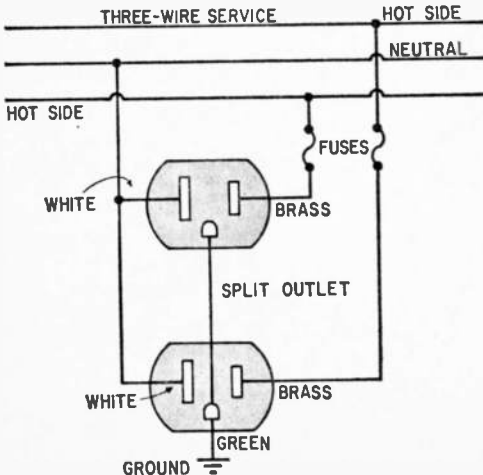 THREE-WIRE SERVICE
HOT SIDE
NEUTRAL
HOT SIDE
FUSES
WHITE
BRASS
SPLIT OUTLET
WHITE
BRASS
GREEN
GROUND